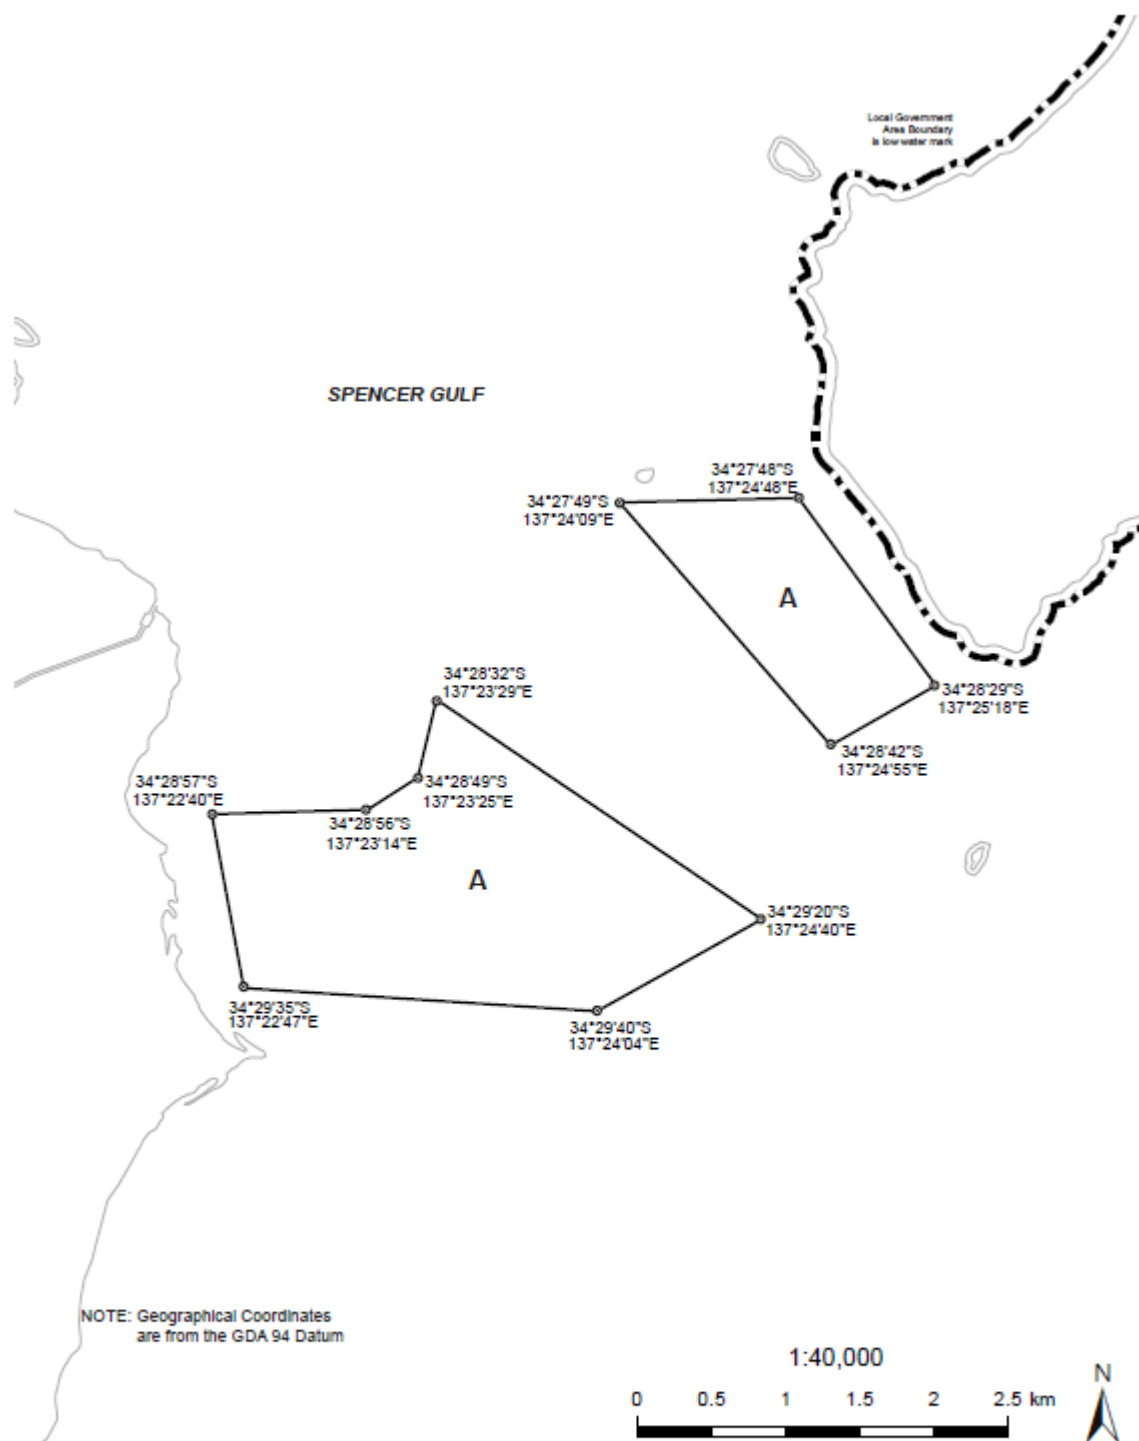 Local Government
Area Boundary
is low water mark
SPENCER GULF
34°27'48"S
137°24'48"E
34°27'49"S
137°24'09"E
A
34°28'32"S
137°23'29"E
34°28'29"S
137°25'18"E
34°28'42"S
137°24'55"E
34°28'57"S
137°22'40"E
34°28'49"S
137°23'25"E
34°28'56"S
137°23'14"E
A
34°29'20"S
137°24'40"E
34°29'35"S
137°22'47"E
34°29'40"S
137°24'04"E
NOTE: Geographical Coordinates
are from the GDA 94 Datum
1:40,000
N
0 0.5 1 1.5 2 2.5 km